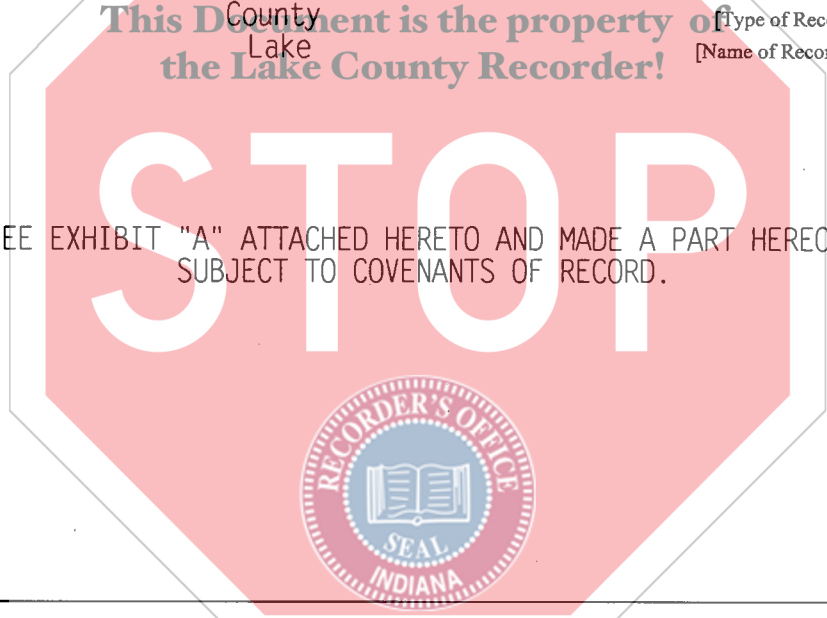 County
This Document is the property of
[Type of Reco
Lake
the Lake County Recorder!
[Name of Recor
STOP
EE EXHIBIT "A" ATTACHED HERETO AND MADE A PART HEREO
SUBJECT TO COVENANTS OF RECORD.
RECORDER'S OFFICE
SEAL
INDIANA